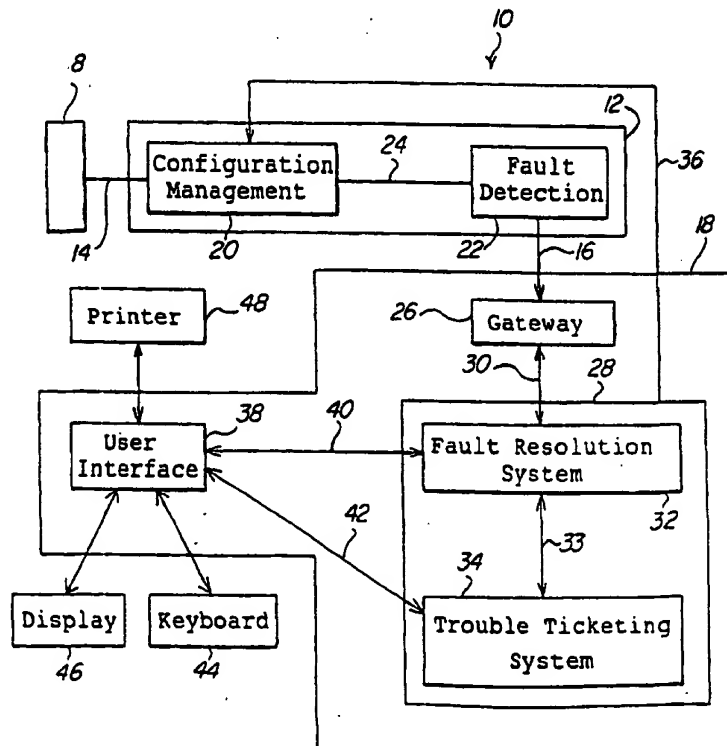 10
8
12
Configuration
Management
24
Fault
Detection
36
14
20
22
16
18
Printer
48
26
Gateway
30
28
38
User
Interface
40
Fault Resolution
System
32
42
33
34
Display
Keyboard
Trouble Ticketing
System
46
44